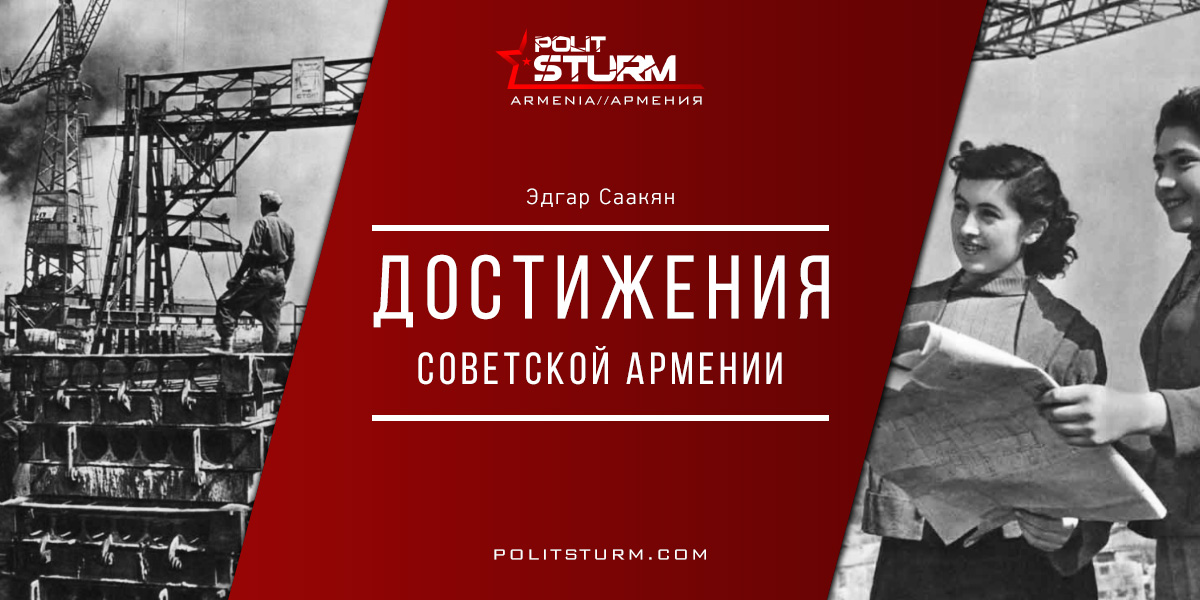 POLIT
STURM
ARMENIA//АРМЕНИЯ
Эдгар Саакян
ДОСТИЖЕНИЯ
СОВЕТСКОЙ АРМЕНИИ
POLITSTURM.COM